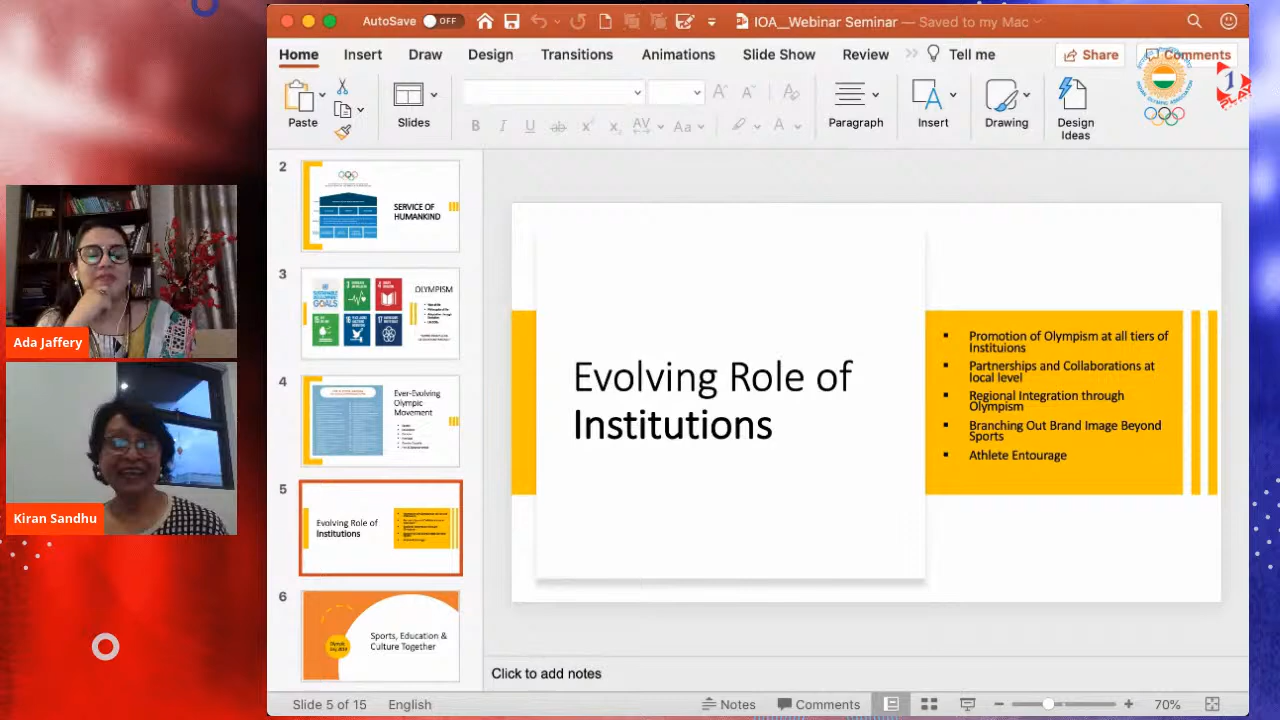 AutoSave OFF
IOA__Webinar Seminar — Saved to my Mac
Home Insert Draw Design Transitions Animations Slide Show Review Tell me Share Comments
Paste Slides Paragraph Insert Drawing Design
Ideas
Ada Jaffery
Kiran Sandhu
2
SERVICE OF
HUMANKIND
3
SUSTAINABLE
DEVELOPMENT
GOALS
OLYMPISM
4
Ever-Evolving
Olympic
Movement
5
Evolving Role of
Institutions
6
Sports, Education &
Culture Together
Evolving Role of
Institutions
Promotion of Olympism at all tiers of
Instituions
Partnerships and Collaborations at
local level
Regional Integration through
Olympism
Branching Out Brand Image Beyond
Sports
Athlete Entourage
Click to add notes
Slide 5 of 15 English Notes Comments 70%